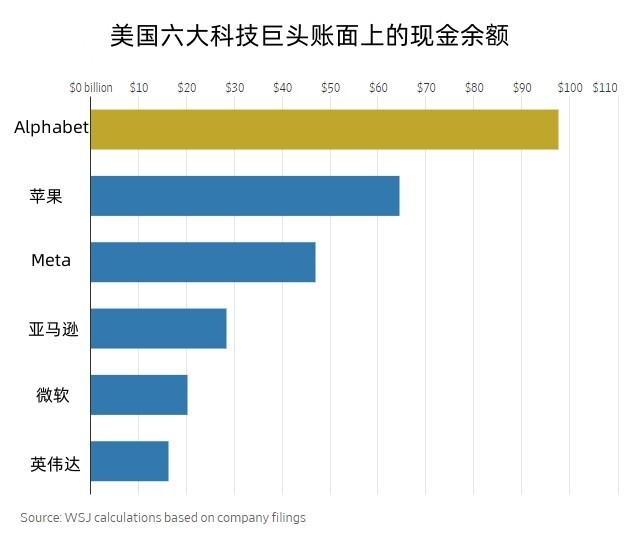 美国六大科技巨头账面上的现金余额
$0 billion $10 $20 $30 $40 $50 $60 $70 $80 $90 $100 $110
Alphabet
苹果
Meta
亚马逊
微软
英伟达
Source: WSJ calculations based on company filings